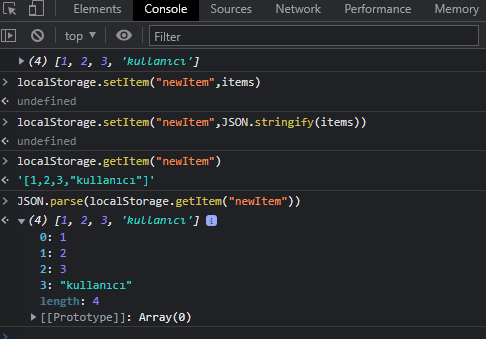 Elements Console Sources Network Performance Memory
top Filter
(4) [1, 2, 3, 'kullanıcı']
localStorage.setItem("newItem",items)
undefined
localStorage.setItem("newItem",JSON.stringify(items))
undefined
localStorage.getItem("newItem")
'[1,2,3,"kullanıcı"]'
JSON.parse(localStorage.getItem("newItem"))
(4) [1, 2, 3, 'kullanıcı'] i
0: 1
1: 2
2: 3
3: "kullanıcı"
length: 4
[[Prototype]]: Array(0)